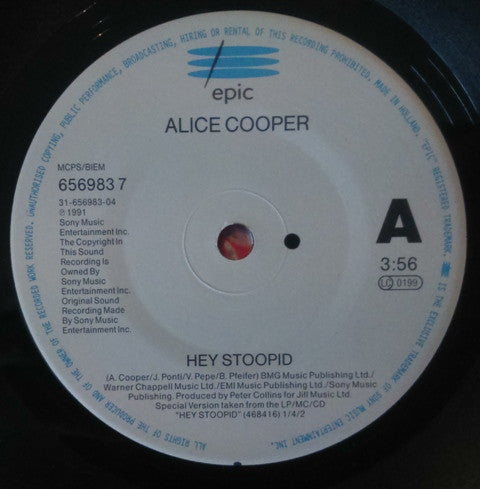 UNAUTHORISED COPYING, PUBLIC PERFORMANCE, BROADCASTING, HIRING OR RENTAL OF THIS RECORDING PROHIBITED. MADE IN HOLLAND. "EPIC" REGISTERED TRADEMARK.
epic
ALICE COOPER
MCPS/BIEM
656983 7
31-656983-04
℗ 1991
Sony Music
Entertainment Inc.
The Copyright In
This Sound
Recording Is
Owned By
Sony Music
Entertainment Inc.
Original Sound
Recording Made
By Sony Music
Entertainment Inc.
A
3:56
LC 0199
HEY STOOPID
(A. Cooper/J. Ponti/V. Pepe/B. Pfeifer) BMG Music Publishing Ltd./
Warner Chappell Music Ltd./EMI Music Publishing Ltd./Sony Music
Publishing. Produced by Peter Collins for Jill Music Ltd.
Special Version taken from the LP/MC/CD
"HEY STOOPID" (468416) 1/4/2
IS THE EXCLUSIVE TRADEMARK OF SONY MUSIC ENTERTAINMENT INC.
ALL RIGHTS OF THE PRODUCER AND OF THE OWNER OF THE RECORDED WORK RESERVED.